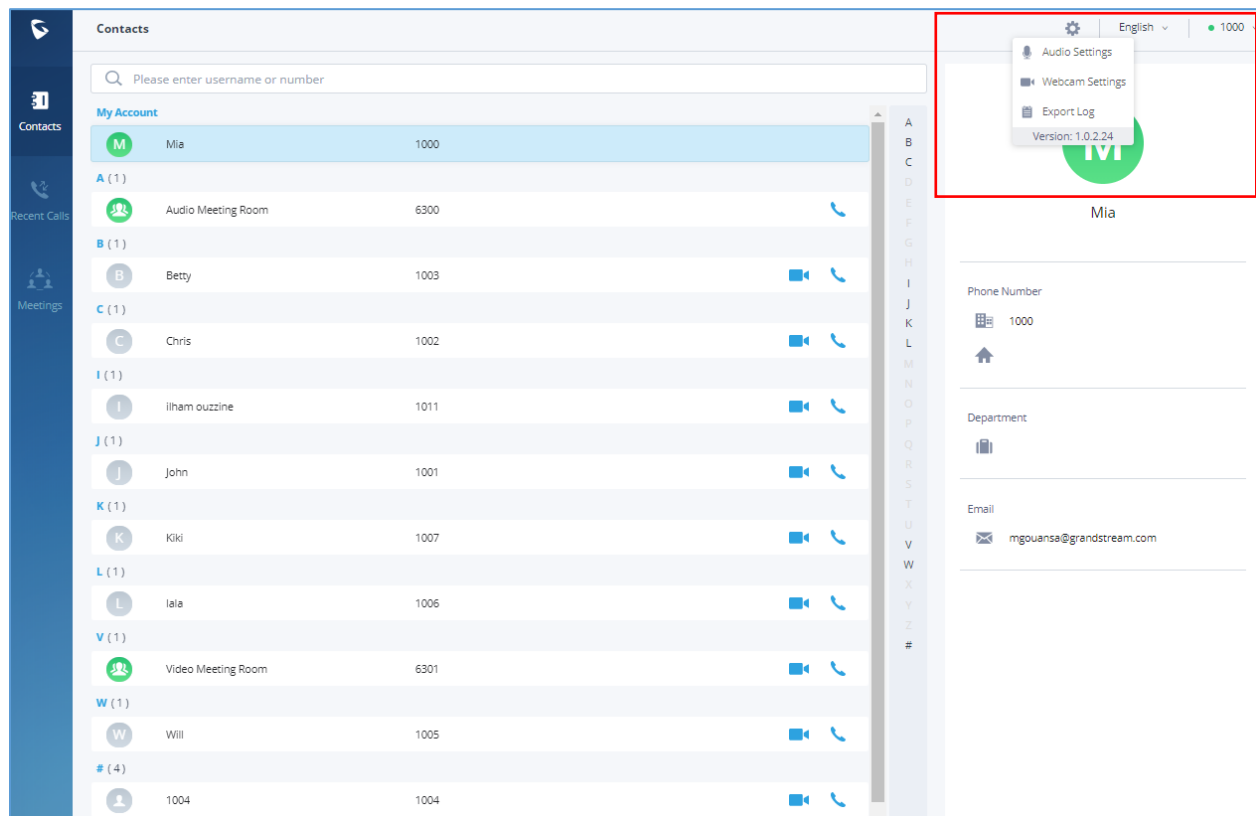 Contacts
English
1000
Audio Settings
Webcam Settings
Export Log
Version: 1.0.2.24
Contacts
Recent Calls
Meetings
Please enter username or number
My Account
M Mia 1000
A (1)
Audio Meeting Room 6300
B (1)
B Betty 1003
C (1)
C Chris 1002
I (1)
I ilham ouzzine 1011
J (1)
J John 1001
K (1)
K Kiki 1007
L (1)
L lala 1006
V (1)
Video Meeting Room 6301
W (1)
W Will 1005
# (4)
1004 1004
A
B
C
D
E
F
G
H
I
J
K
L
M
N
O
P
Q
R
S
T
U
V
W
X
Y
Z
#
M
Mia
Phone Number
1000
Department
Email
mgouansa@grandstream.com